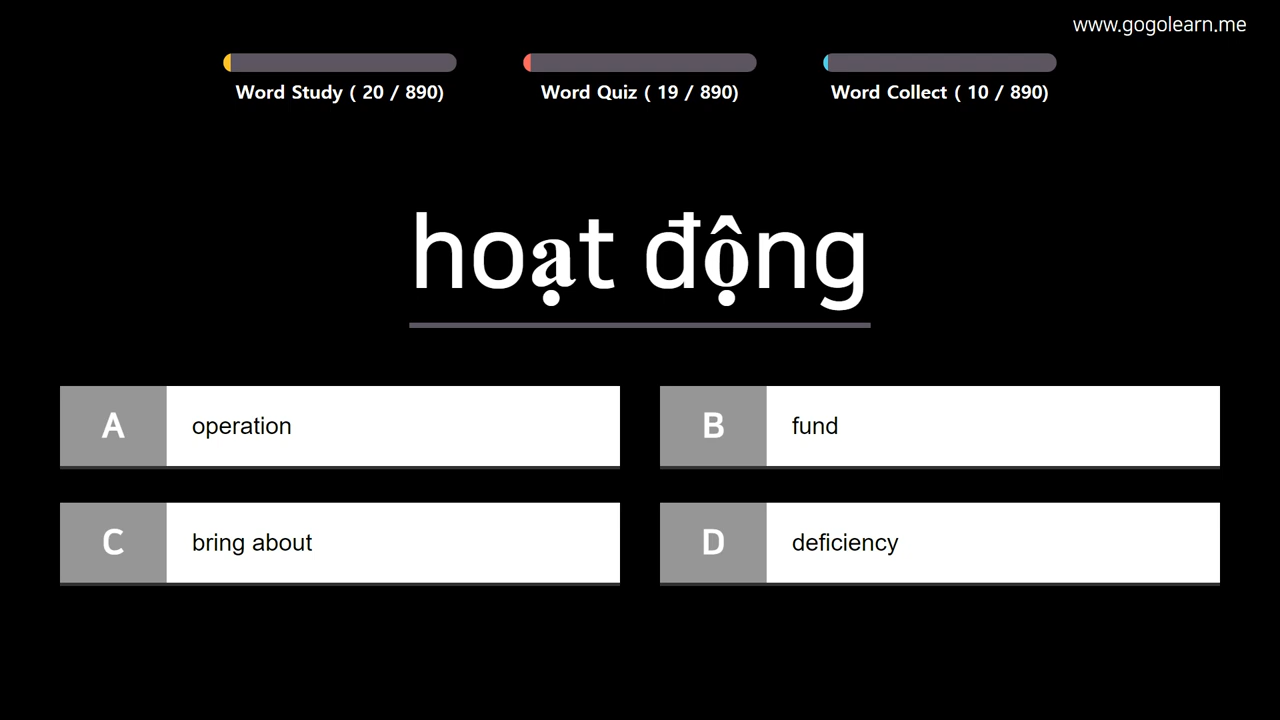 www.gogolearn.me
Word Study ( 20 / 890)
Word Quiz ( 19 / 890)
Word Collect ( 10 / 890)
hoạt động
A operation
B fund
C bring about
D deficiency